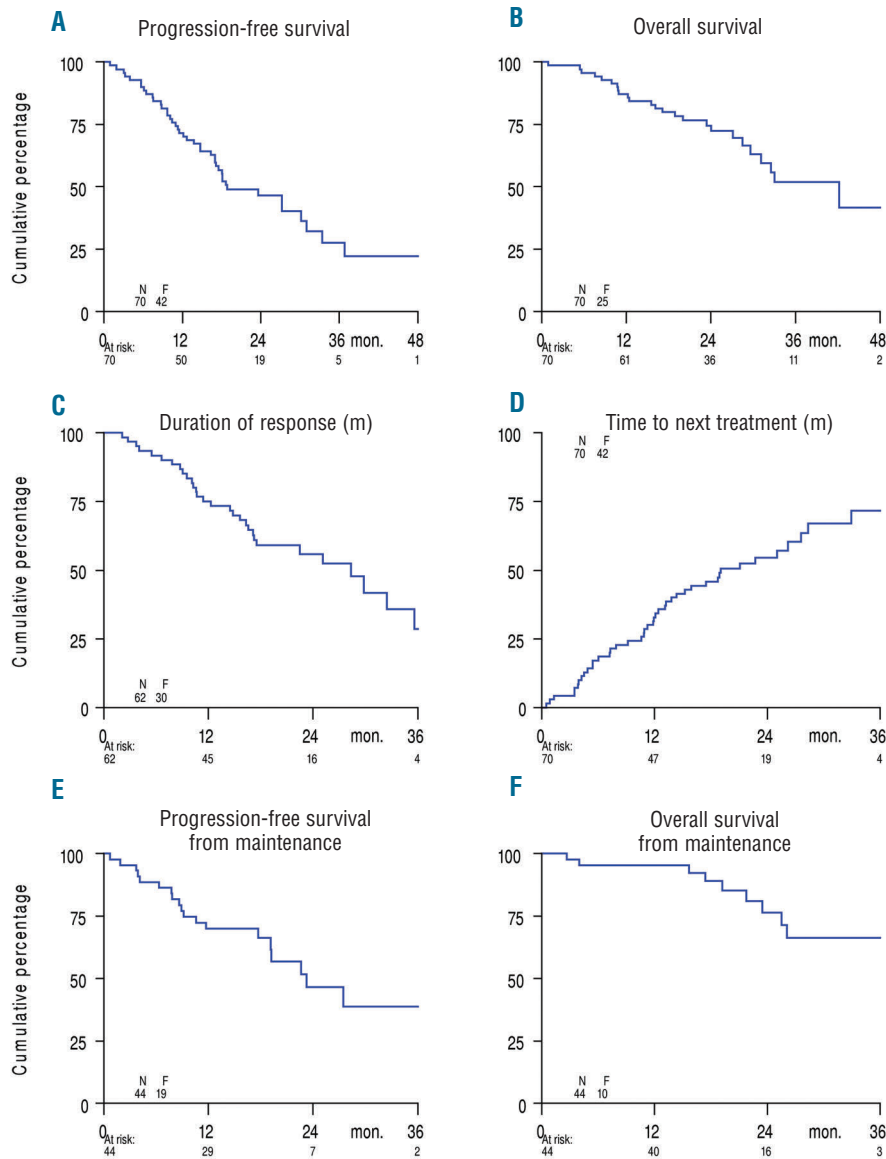 A
Progression-free survival
Cumulative percentage
100
75
50
25
0
N F
70 42
0 12 24 36 mon. 48
At risk:
70 50 19 5 1
B
Overall survival
100
75
50
25
0
N F
70 25
0 12 24 36 mon. 48
At risk:
70 61 36 11 2
C
Duration of response (m)
Cumulative percentage
100
75
50
25
0
N F
62 30
0 12 24 mon. 36
At risk:
62 45 16 4
D
Time to next treatment (m)
N F
70 42
100
75
50
25
0
0 12 24 mon. 36
At risk:
70 47 19 4
E
Progression-free survival
from maintenance
Cumulative percentage
100
75
50
25
0
N F
44 19
0 12 24 mon. 36
At risk:
44 29 7 2
F
Overall survival
from maintenance
100
75
50
25
0
N F
44 10
0 12 24 mon. 36
At risk:
44 40 16 3